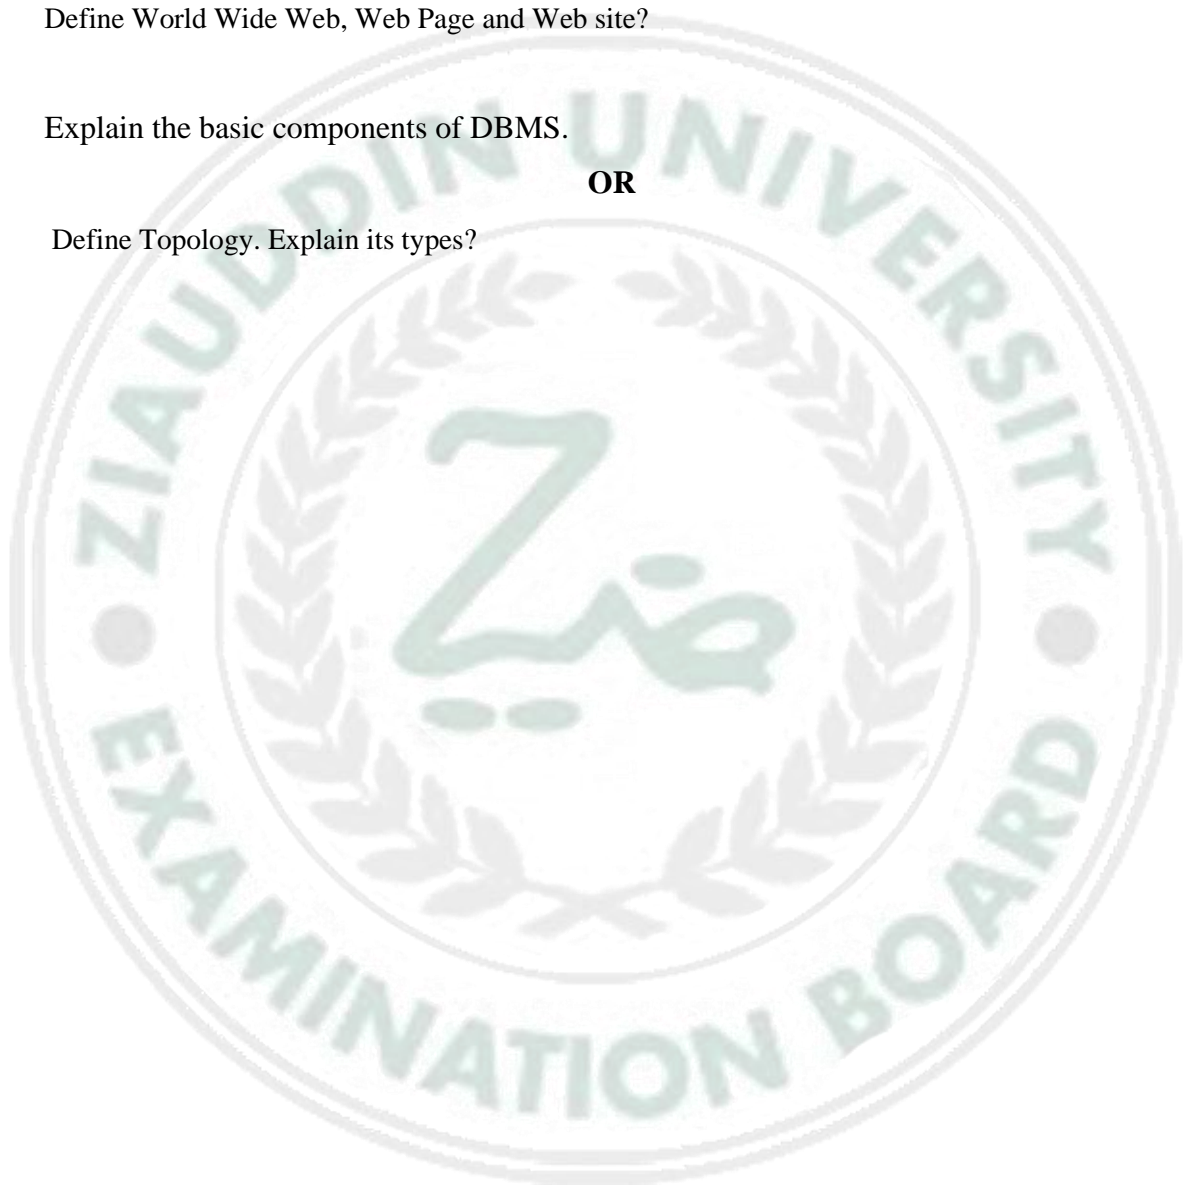 Define World Wide Web, Web Page and Web site?
Explain the basic components of DBMS.
OR
Define Topology. Explain its types?
ZIAUDDIN UNIVERSITY
EXAMINATION BOARD